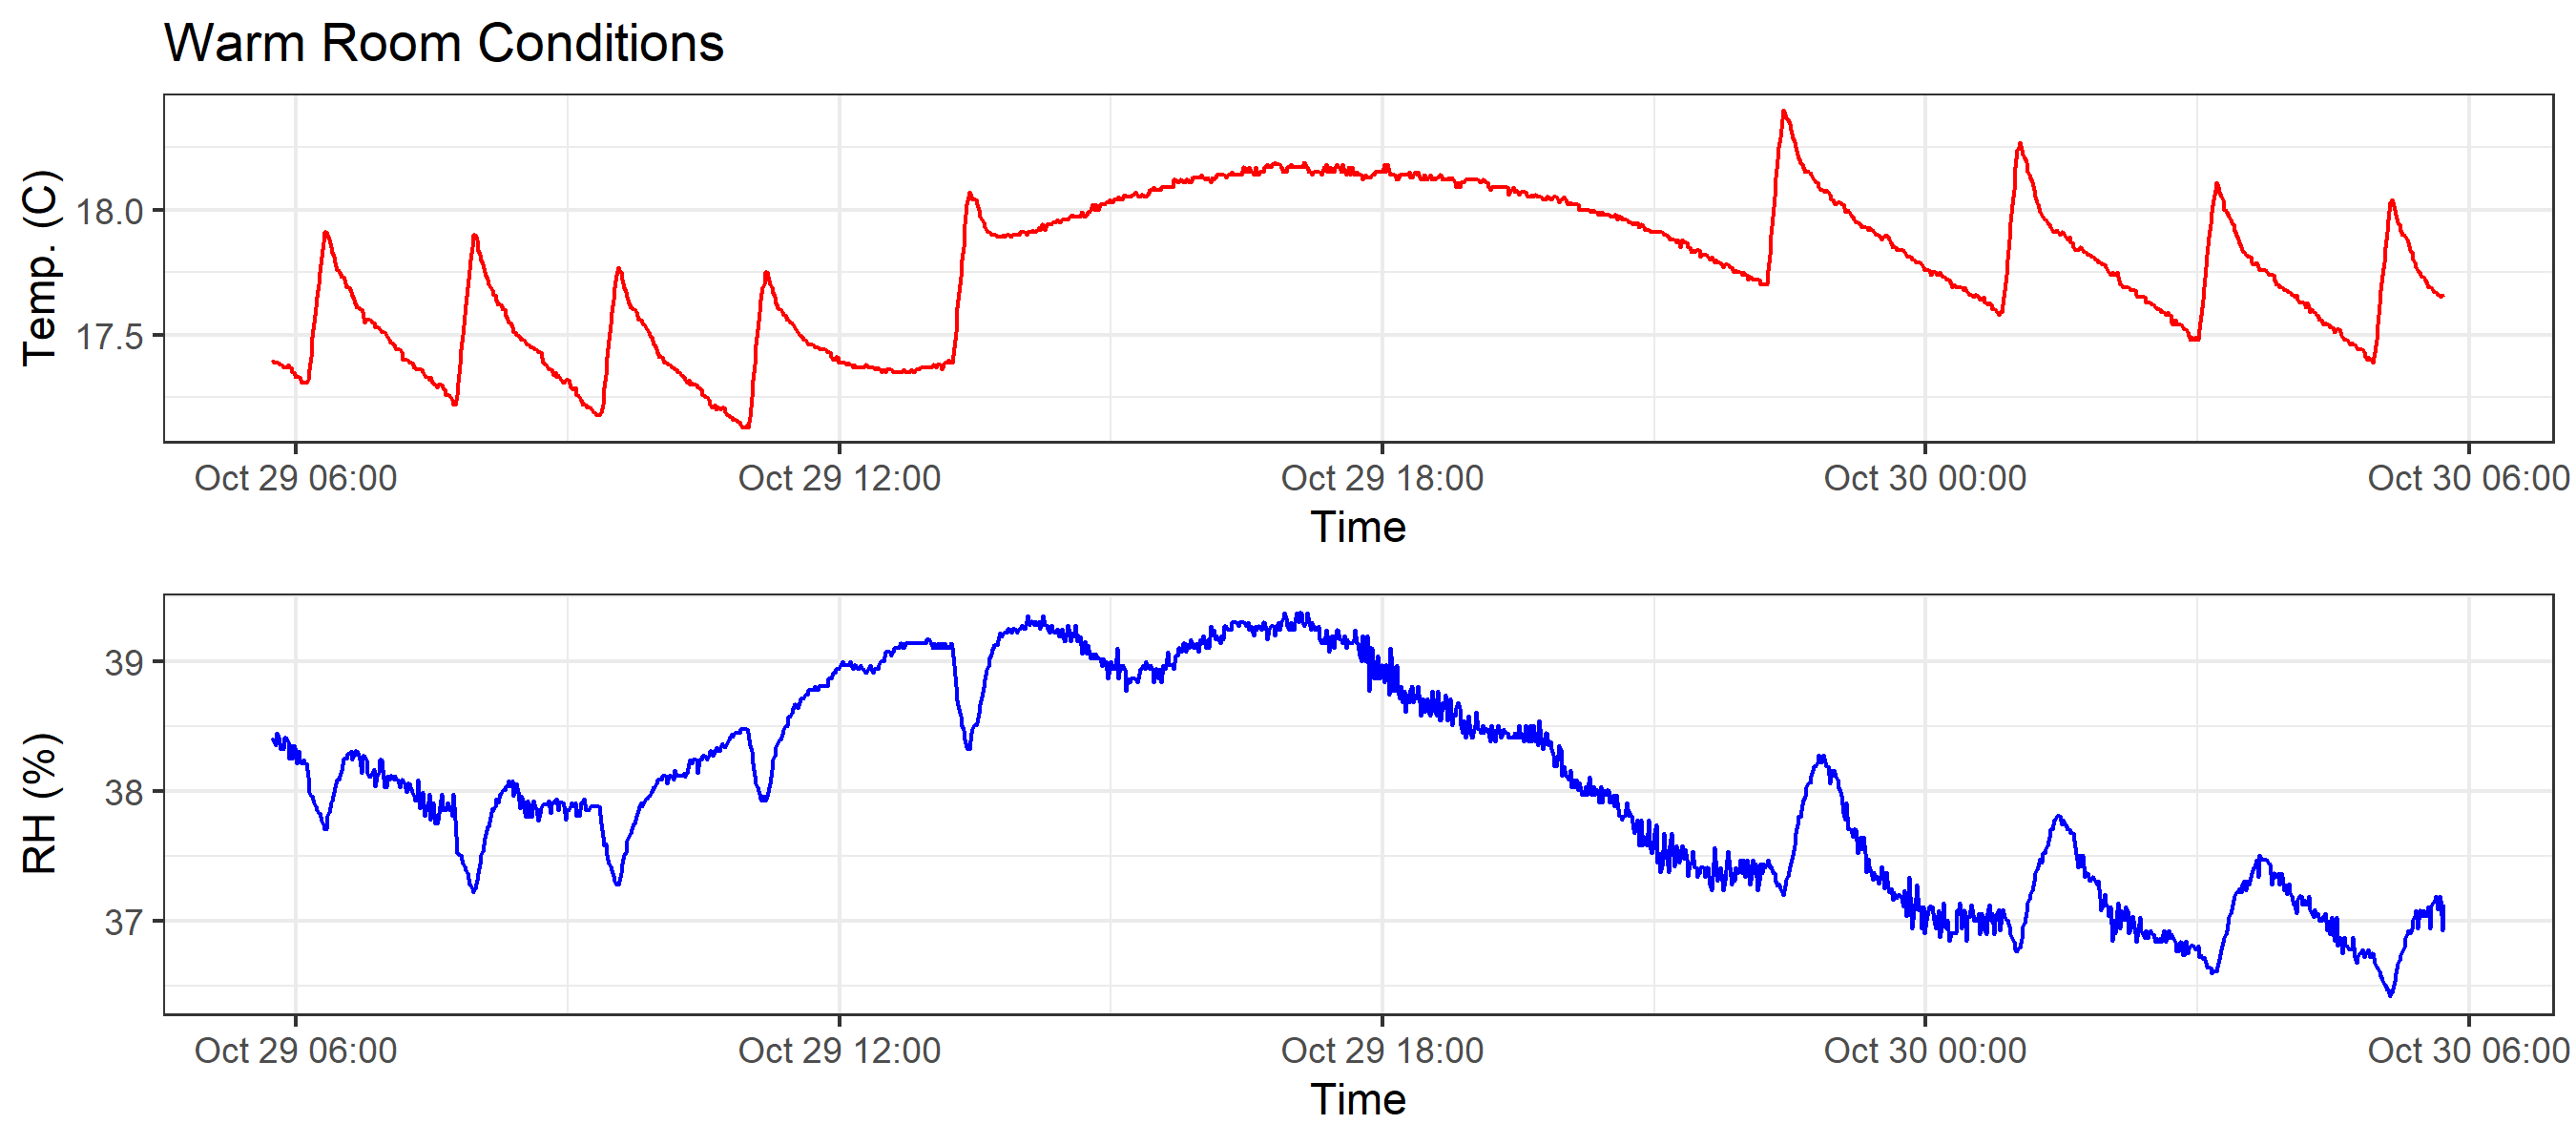 Warm Room Conditions
Temp. (C)
18.0
17.5
Oct 29 06:00 Oct 29 12:00 Oct 29 18:00 Oct 30 00:00 Oct 30 06:00
Time
RH (%)
39
38
37
Oct 29 06:00 Oct 29 12:00 Oct 29 18:00 Oct 30 00:00 Oct 30 06:00
Time